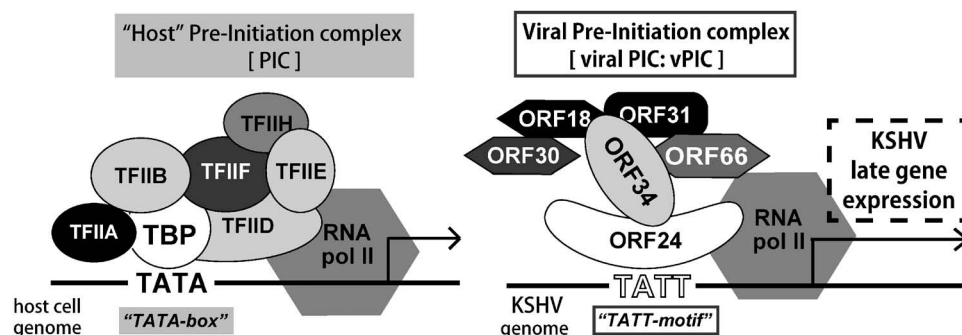 “Host” Pre-Initiation complex
[ PIC ]
TFIIH
TFIIB
TFIIF
TFIIE
TFIIA
TBP
TFIID
RNA
pol II
TATA
host cell
genome
“TATA-box”
Viral Pre-Initiation complex
[ viral PIC: vPIC ]
ORF18
ORF31
ORF30
ORF34
ORF66
ORF24
RNA
pol II
TATT
KSHV
genome
“TATT-motif”
KSHV
late gene
expression